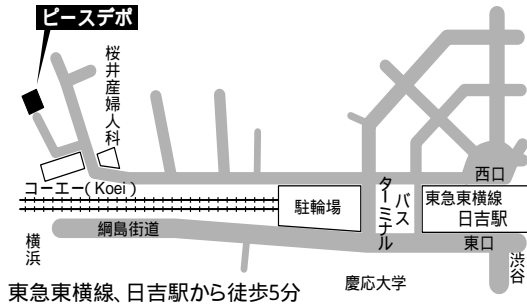 ピースデポ
桜井産婦人科
コーエー(Koei)
駐輪場
バス
ターミナル
西口
東急東横線
日吉駅
東口
綱島街道
横浜
渋谷
慶応大学
東急東横線、日吉駅から徒歩5分